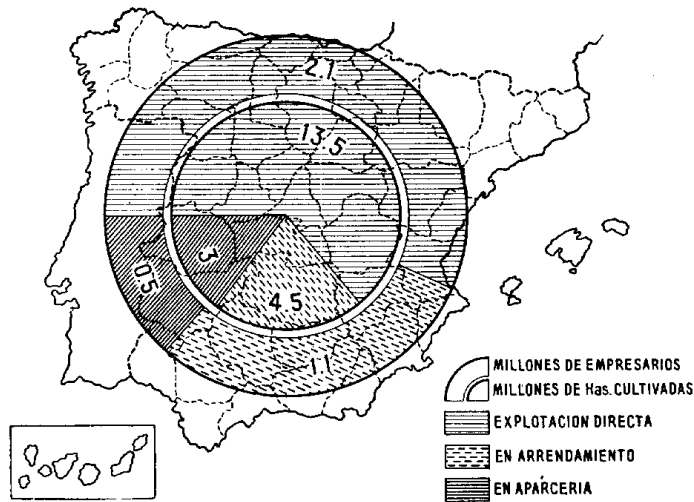 2.1
13.5
3
0.5
4.5
1.1
MILLONES DE EMPRESARIOS
MILLONES DE Has. CULTIVADAS
EXPLOTACION DIRECTA
EN ARRENDAMIENTO
EN APARCERIA